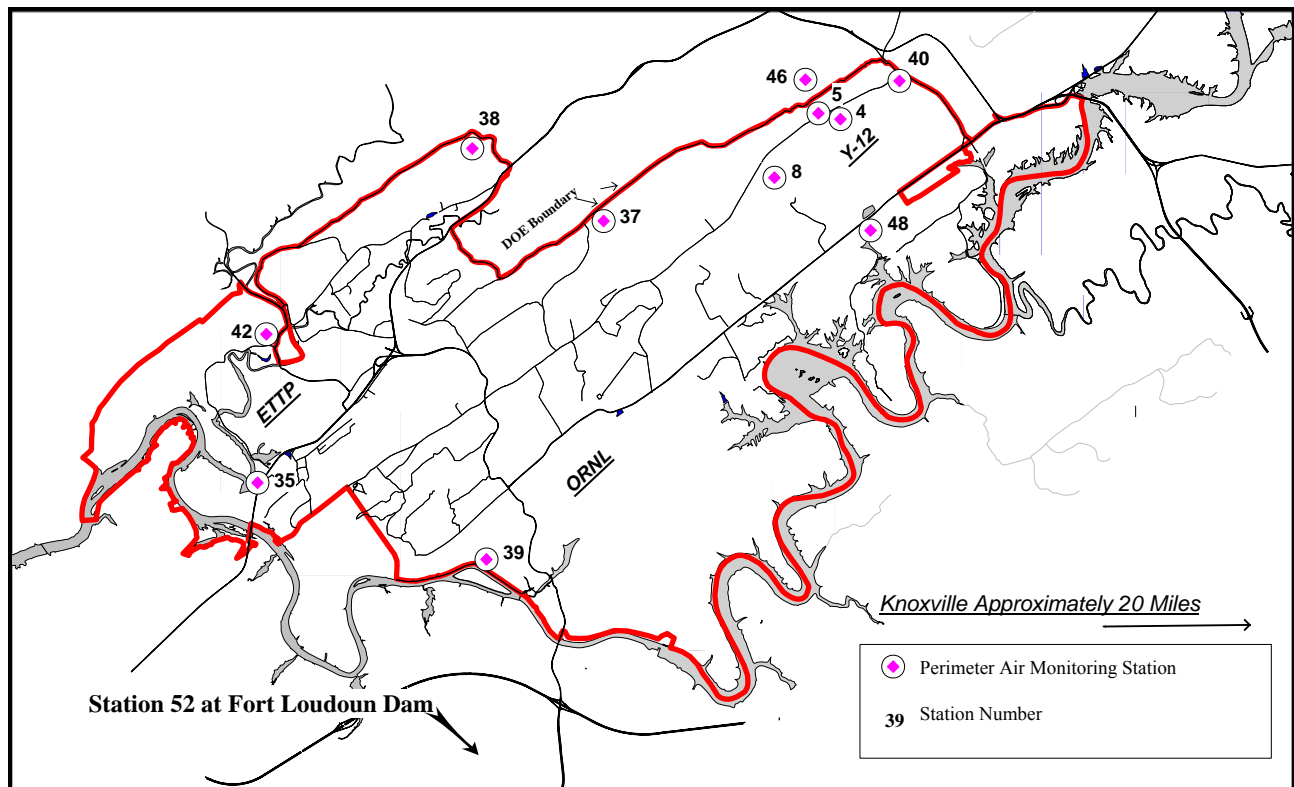 40
46
5
4
38
Y-12
8
DOE Boundary
37
48
42
ETTP
35
ORNL
39
Knoxville Approximately 20 Miles
Perimeter Air Monitoring Station
Station 52 at Fort Loudoun Dam
39 Station Number